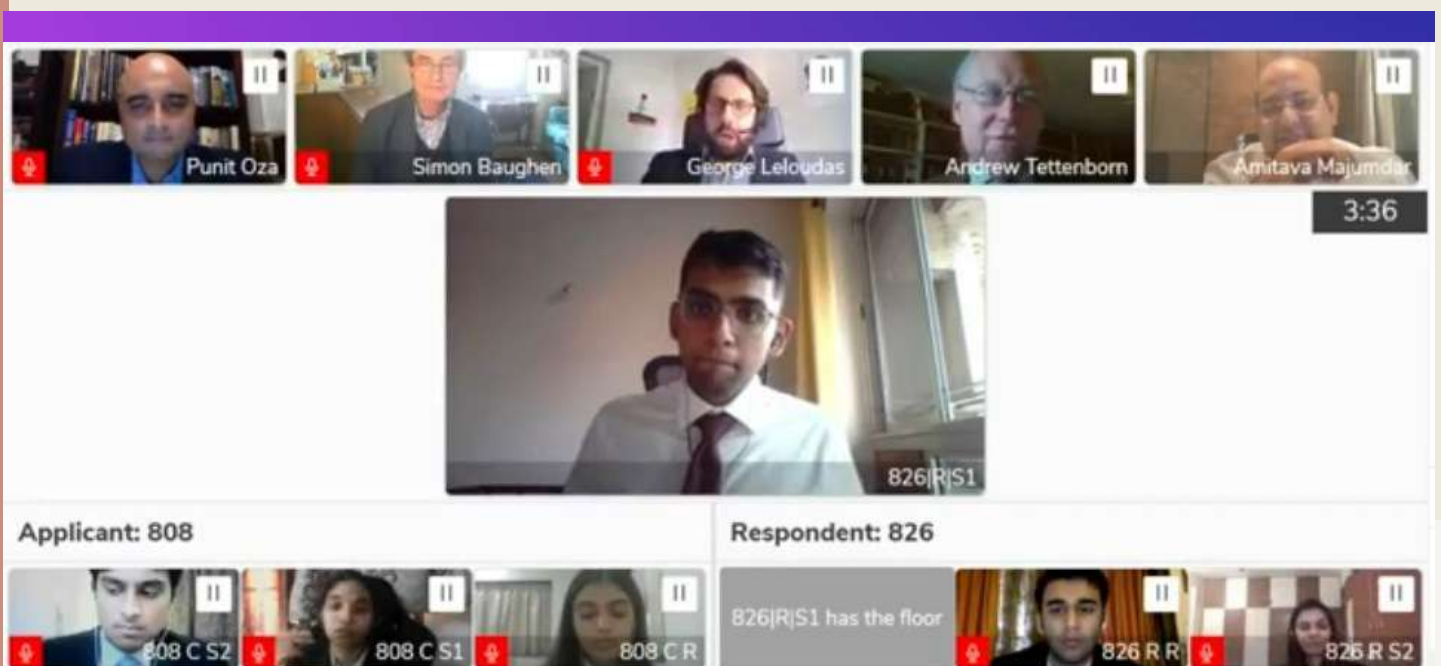 Punit Oza
Simon Baughen
George Leloudas
Andrew Tettenborn
Amitava Majumdar
3:36
826|R|S1
Applicant: 808
Respondent: 826
808 C S2
808 C S1
808 C R
826|R|S1 has the floor
826 R R
826 R S2